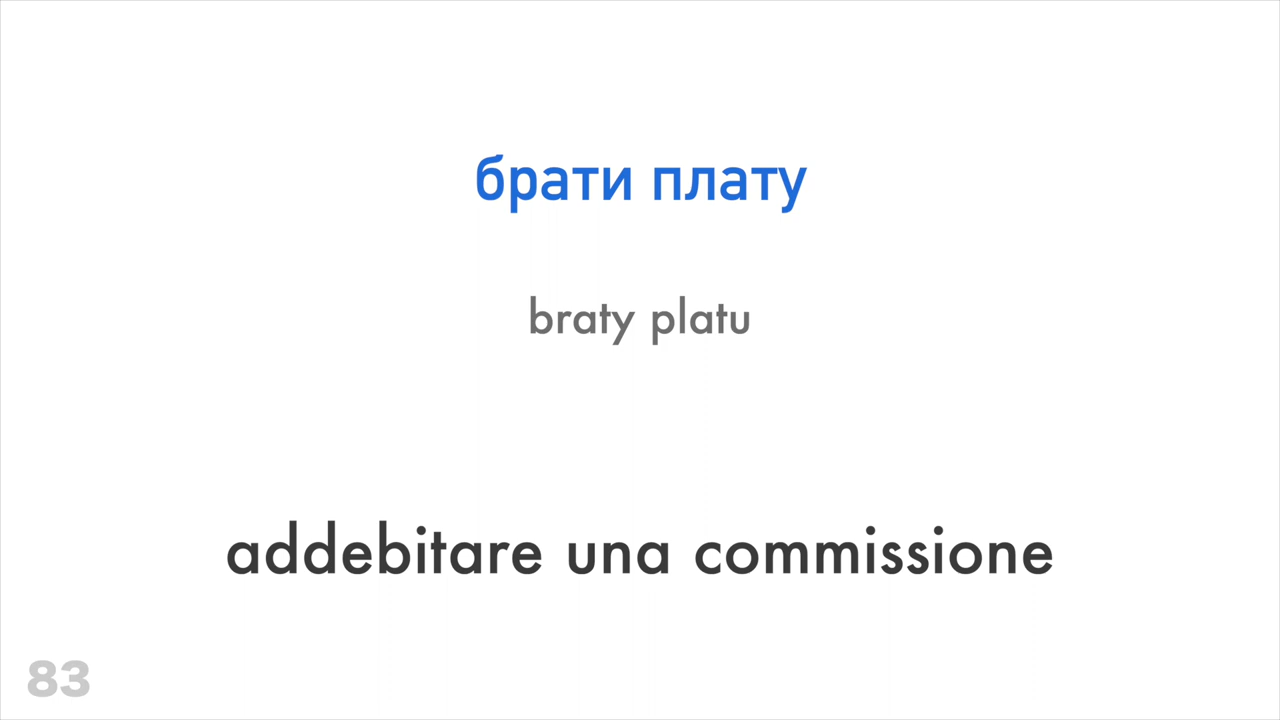 брати плату
braty platu
addebitare una commissione
83